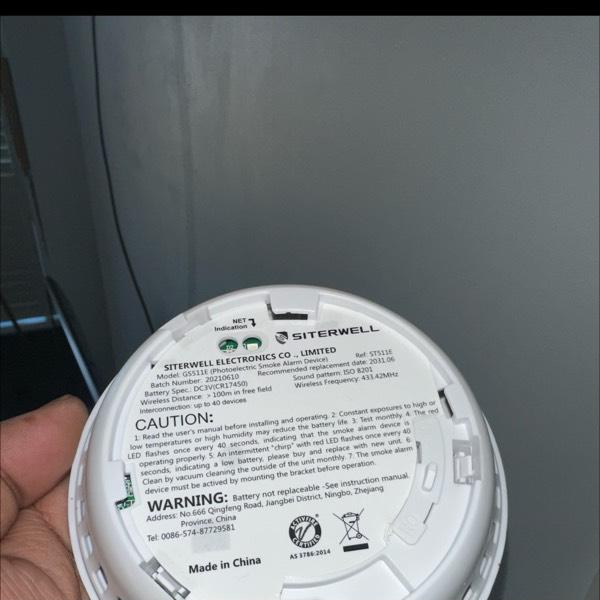 NET
Indication
SITERWELL
SITERWELL ELECTRONICS CO ., LIMITED
Model: GS511E (Photoelectric Smoke Alarm Device) Ref: ST511E
Batch Number: 20210610 Recommended replacement date: 2031.06
Battery Spec.: DC3V(CR17450) Sound pattern: ISO 8201
Wireless Distance: >100m in free field Wireless Frequency: 433.42MHz
Interconnection: up to 40 devices
CAUTION:
1: Read the user's manual before installing and operating. 2: Constant exposures to high or
low temperatures or high humidity may reduce the battery life. 3: Test monthly. 4: The red
LED flashes once every 40 seconds, indicating that the smoke alarm device is
operating properly 5: An intermittent "chirp" with red LED flashes once every 40
seconds, indicating a low battery, please buy and replace with new unit. 6:
Clean by vacuum cleaning the outside of the unit monthly. 7: The smoke alarm
device must be actived by mounting the bracket before operation.
WARNING: Battery not replaceable -See instruction manual.
Address: No.666 Qingfeng Road, Jiangbei District, Ningbo, Zhejiang
Province, China
Tel: 0086-574-87729581
Made in China
ACTIVFIRE
CERTIFIED
AS 3786:2014